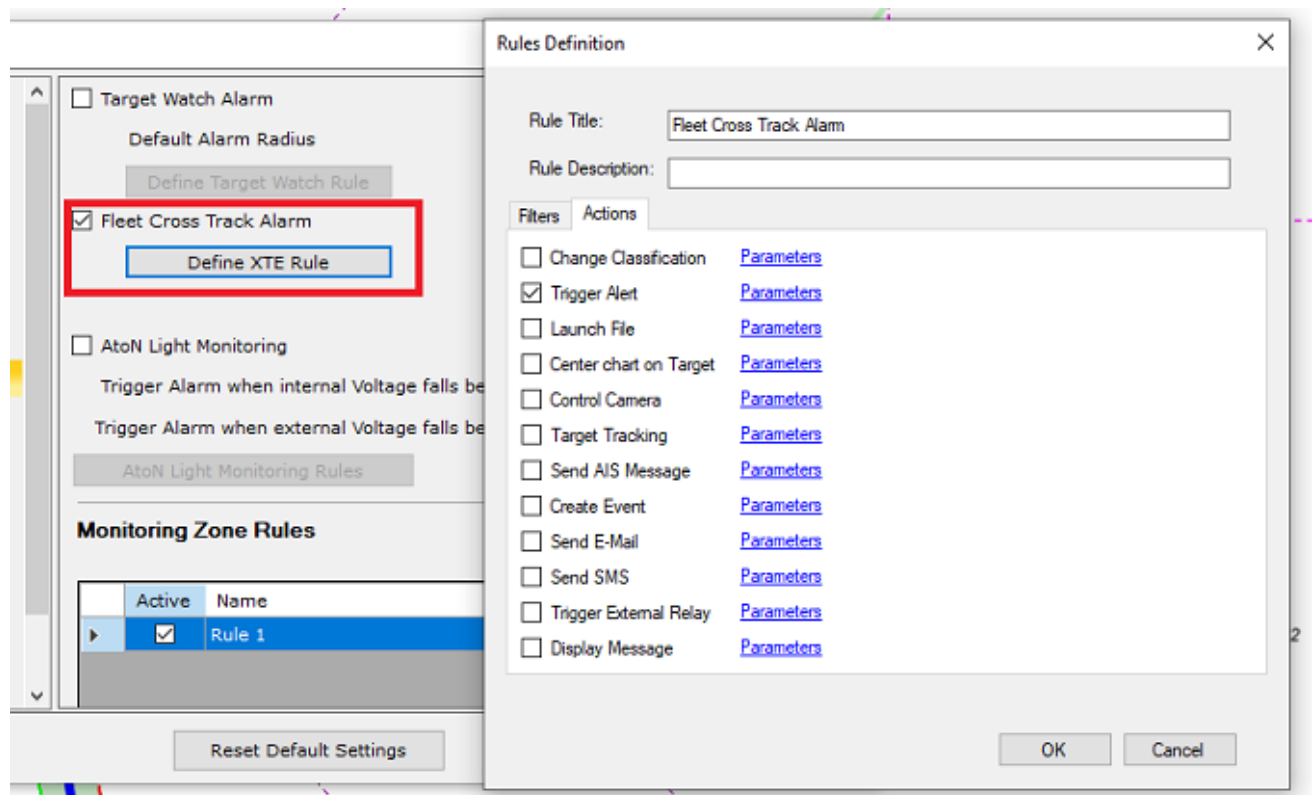 Target Watch Alarm
Default Alarm Radius
Define Target Watch Rule
Fleet Cross Track Alarm
Define XTE Rule
AtoN Light Monitoring
Trigger Alarm when internal Voltage falls be
Trigger Alarm when external Voltage falls be
AtoN Light Monitoring Rules
Monitoring Zone Rules
Active Name
Rule 1
Reset Default Settings
Rules Definition
Rule Title: Fleet Cross Track Alarm
Rule Description:
Filters Actions
Change Classification Parameters
Trigger Alert Parameters
Launch File Parameters
Center chart on Target Parameters
Control Camera Parameters
Target Tracking Parameters
Send AIS Message Parameters
Create Event Parameters
Send E-Mail Parameters
Send SMS Parameters
Trigger External Relay Parameters
Display Message Parameters
OK Cancel
2